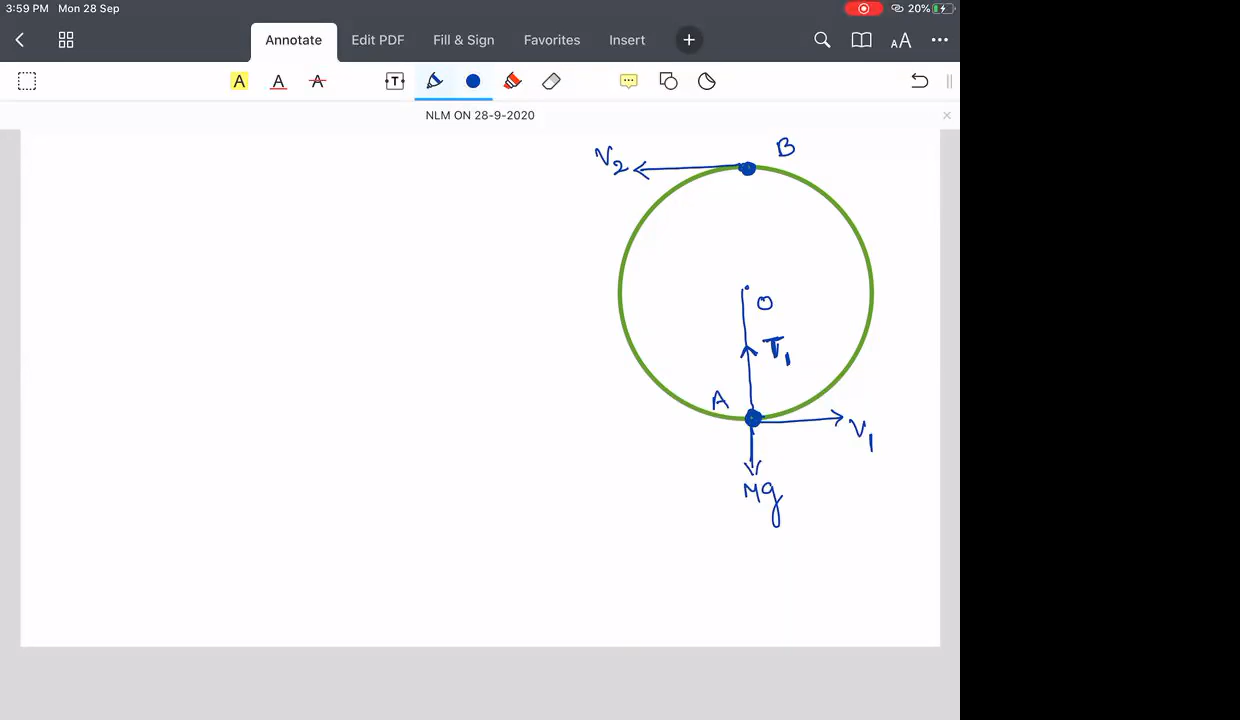 3:59 PM Mon 28 Sep 20%
Annotate Edit PDF Fill & Sign Favorites Insert AA
A A A T
NLM ON 28-9-2020
B
V2
O
T1
A
V1
Mg